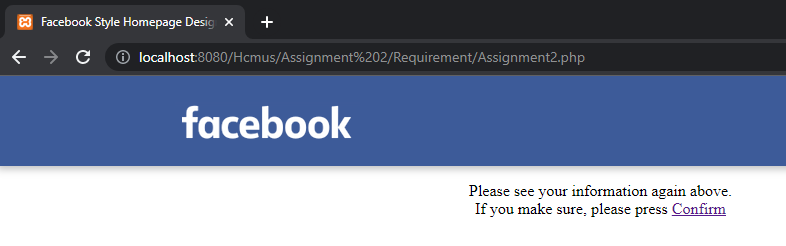 Facebook Style Homepage Desig
localhost:8080/Hcmus/Assignment%202/Requirement/Assignment2.php
facebook
Please see your information again above.
If you make sure, please press Confirm